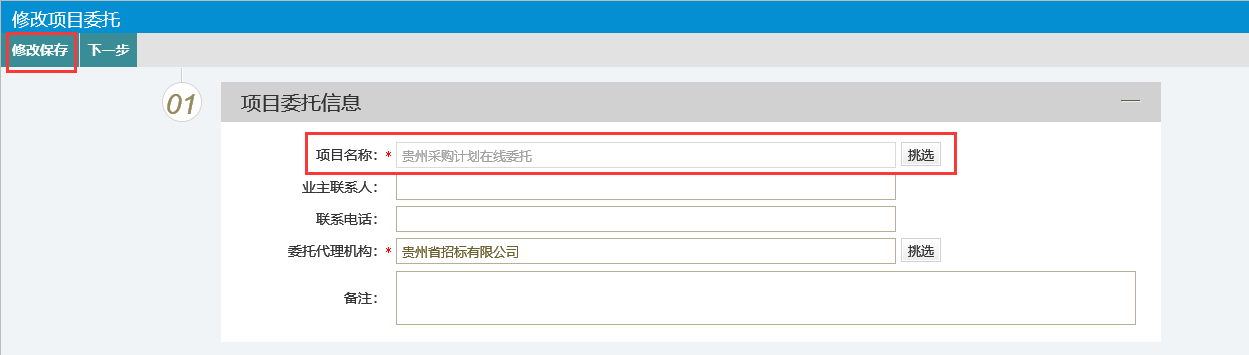 修改项目委托
修改保存 下一步
01 项目委托信息
项目名称： * 贵州采购计划在线委托 挑选
业主联系人：
联系电话：
委托代理机构： * 贵州省招标有限公司 挑选
备注：